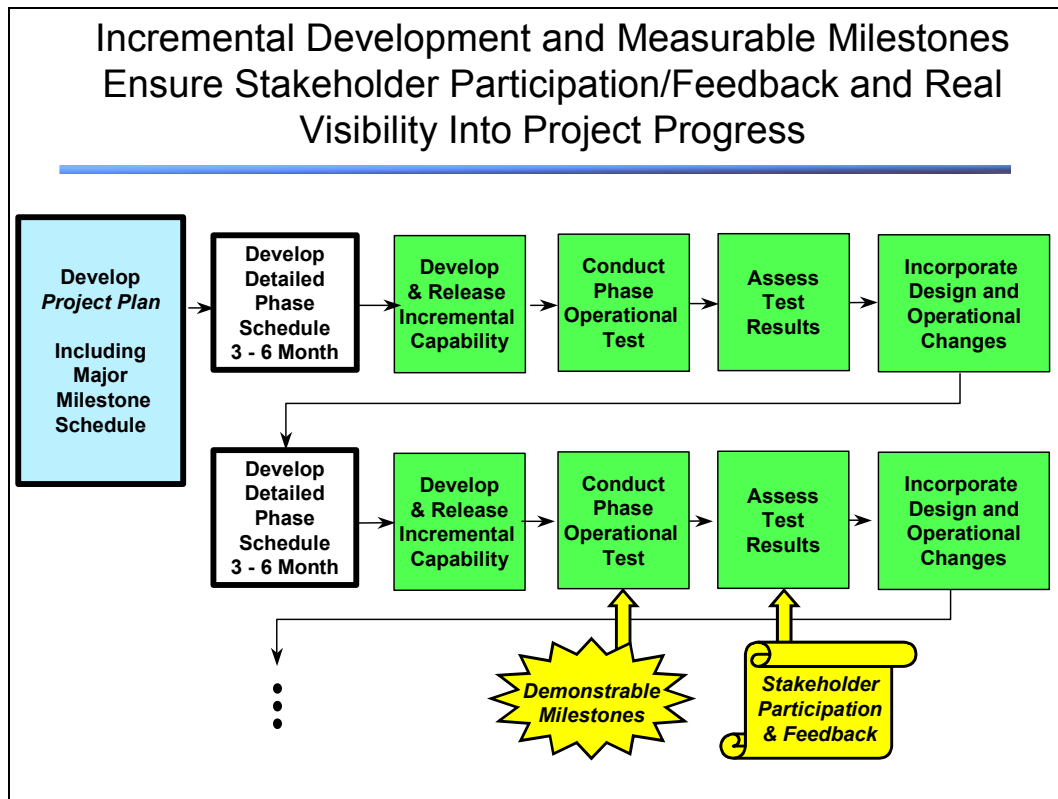 Incremental Development and Measurable Milestones
Ensure Stakeholder Participation/Feedback and Real
Visibility Into Project Progress
Develop
Project Plan
Including
Major
Milestone
Schedule
Develop
Detailed
Phase
Schedule
3 - 6 Month
Develop
& Release
Incremental
Capability
Conduct
Phase
Operational
Test
Assess
Test
Results
Incorporate
Design and
Operational
Changes
Develop
Detailed
Phase
Schedule
3 - 6 Month
Develop
& Release
Incremental
Capability
Conduct
Phase
Operational
Test
Assess
Test
Results
Incorporate
Design and
Operational
Changes
Demonstrable
Milestones
Stakeholder
Participation
& Feedback